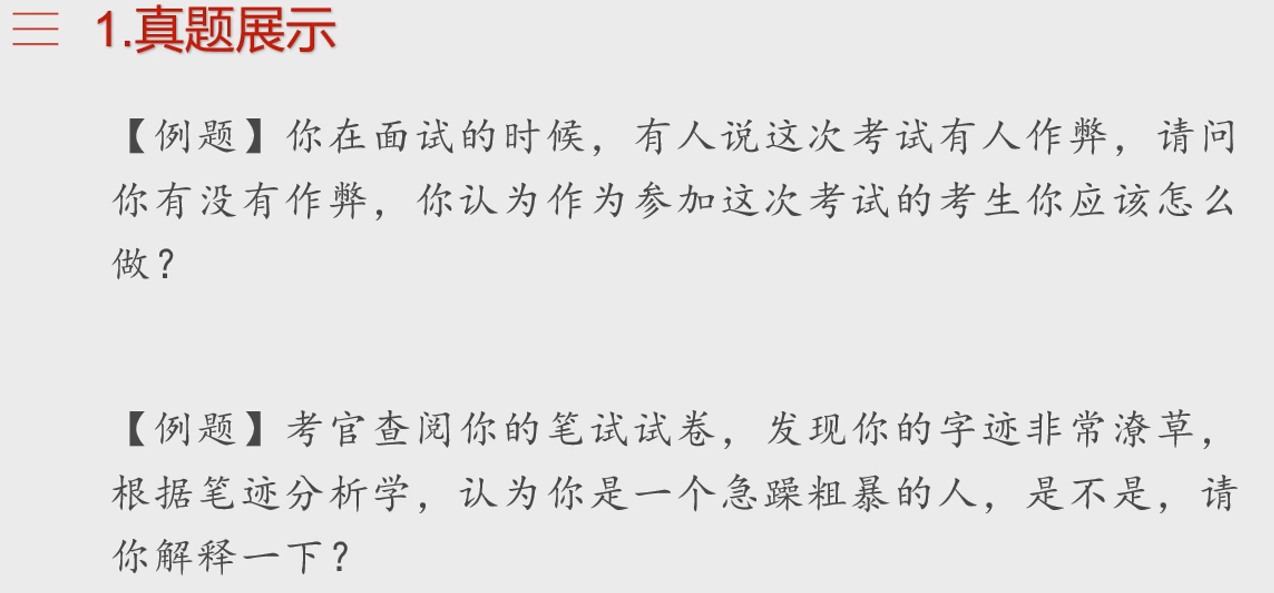 1.真题展示
【例题】你在面试的时候，有人说这次考试有人作弊，请问
你有没有作弊，你认为作为参加这次考试的考生你应该怎么
做？
【例题】考官查阅你的笔试试卷，发现你的字迹非常潦草，
根据笔迹分析学，认为你是一个急躁粗暴的人，是不是，请
你解释一下？